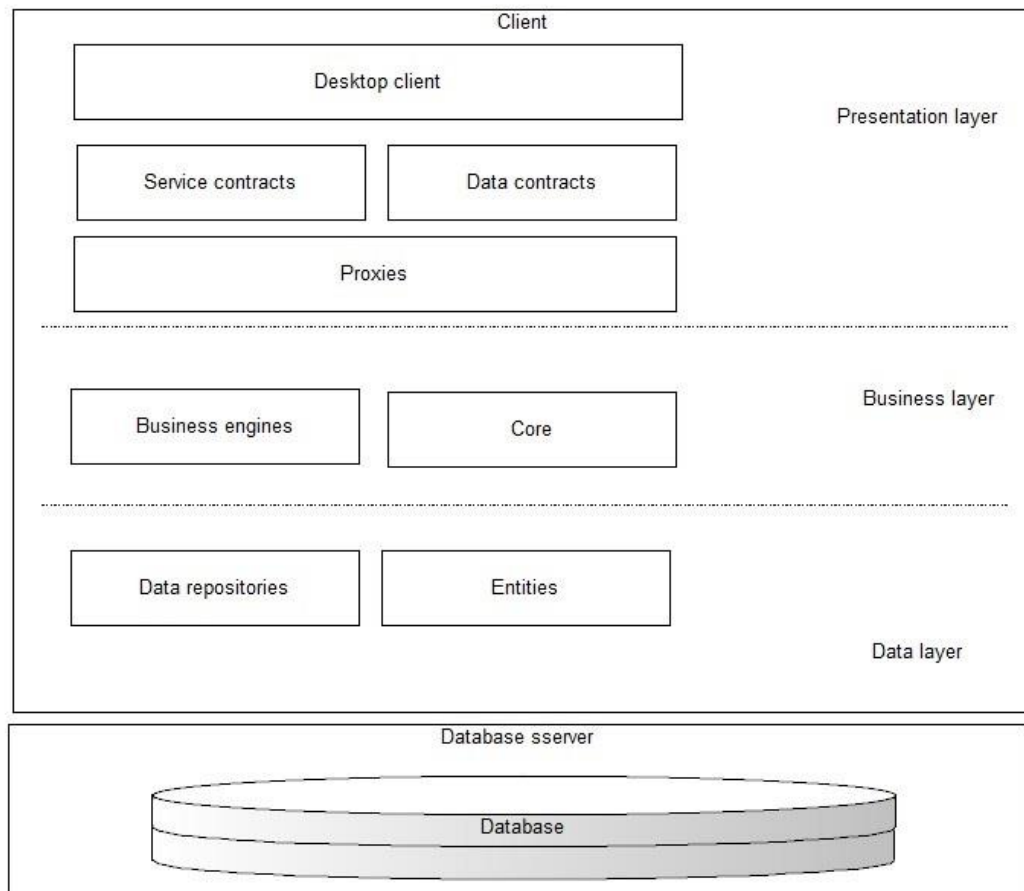 Client
Desktop client
Presentation layer
Service contracts
Data contracts
Proxies
Business layer
Business engines
Core
Data repositories
Entities
Data layer
Database sserver
Database